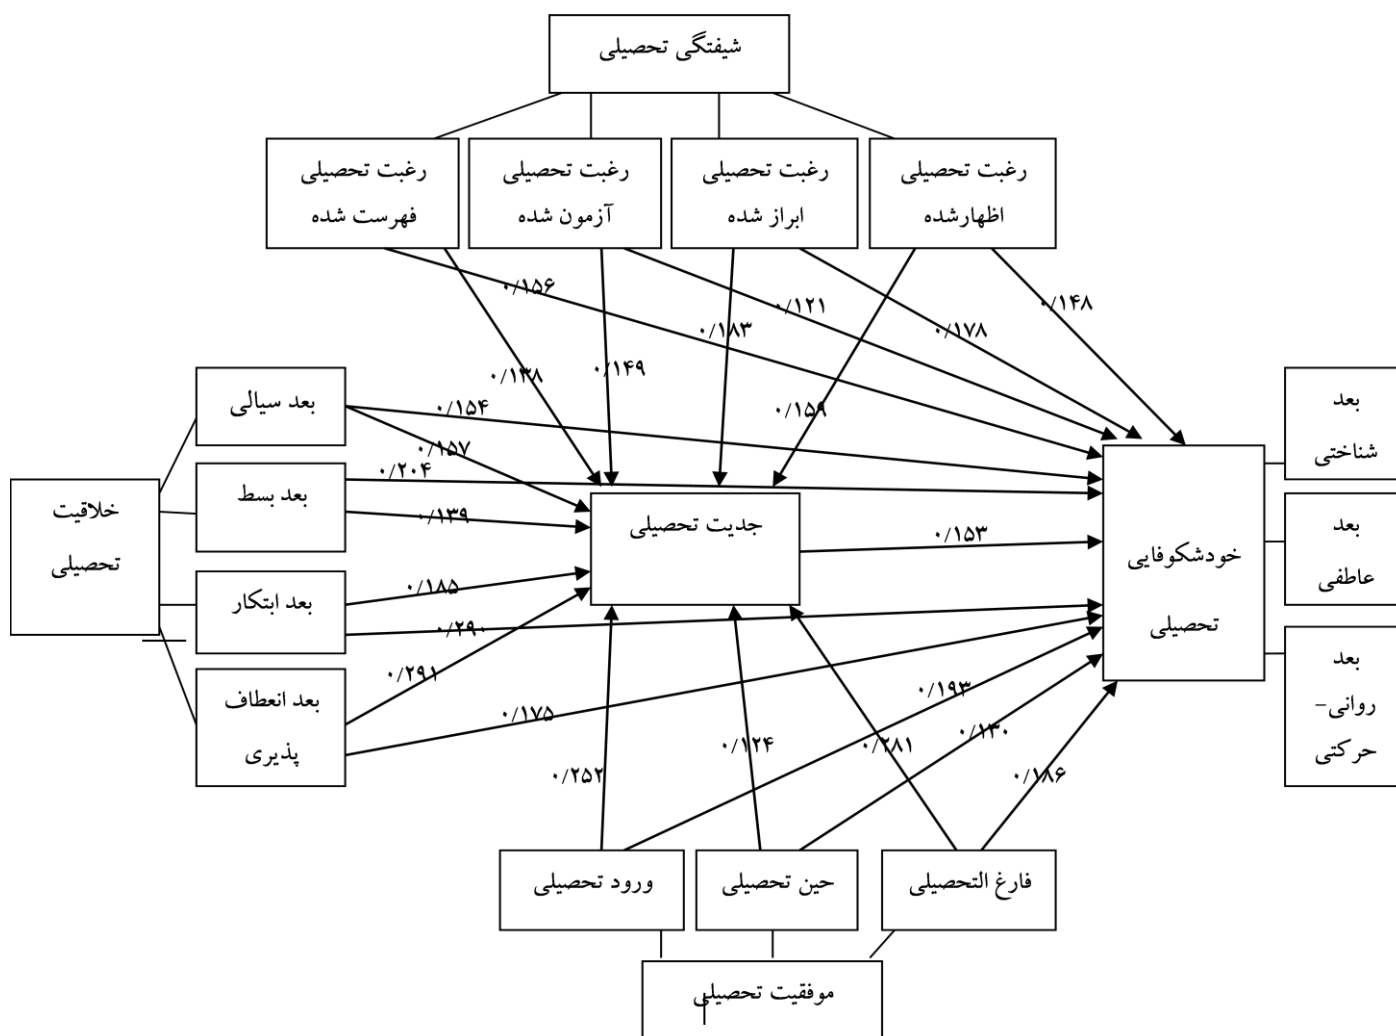 شیفتگی تحصیلی
رغبت تحصیلی
اظهارشده
رغبت تحصیلی
ابراز شده
رغبت تحصیلی
آزمون شده
رغبت تحصیلی
فهرست شده
۰/۱۵۶
۰/۱۲۱
۰/۱۴۸
۰/۱۸۳
۰/۱۷۸
۰/۱۳۸
۰/۱۴۹
۰/۱۵۹
۰/۱۵۴
۰/۱۵۷
۰/۲۰۴
۰/۱۳۹
بعد سیالی
بعد بسط
بعد ابتکار
بعد انعطاف
پذیری
خلاقیت
تحصیلی
جدیت تحصیلی
۰/۱۵۳
خودشکوفایی
تحصیلی
بعد
شناختی
بعد
عاطفی
بعد
روانی-
حرکتی
۰/۱۸۵
۰/۲۹۰
۰/۲۹۱
۰/۱۷۵
۰/۱۹۳
۰/۱۳۰
۰/۱۲۴
۰/۲۸۱
۰/۲۵۲
۰/۱۸۶
فارغ التحصیلی
حین تحصیلی
ورود تحصیلی
موفقیت تحصیلی